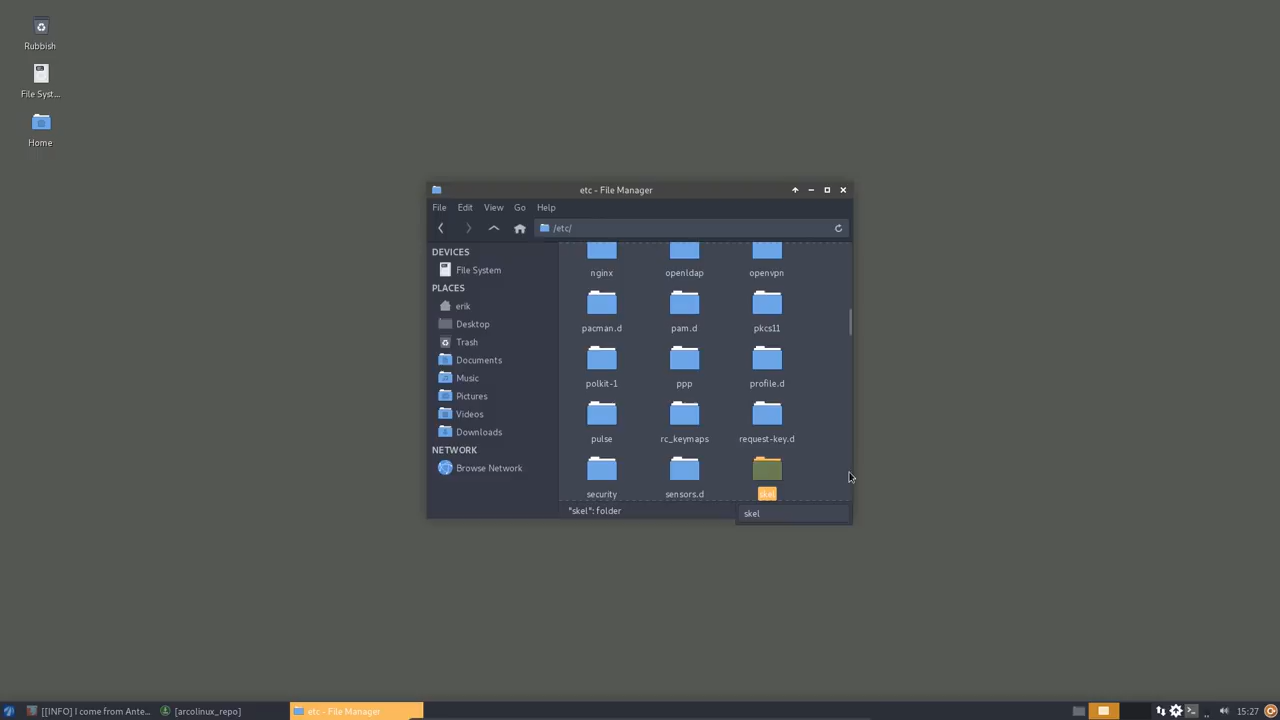 Rubbish
File Syst...
Home
etc - File Manager
File Edit View Go Help
/etc/
DEVICES
File System
PLACES
erik
Desktop
Trash
Documents
Music
Pictures
Videos
Downloads
NETWORK
Browse Network
nginx openldap openvpn
pacman.d pam.d pkcs11
polkit-1 ppp profile.d
pulse rc_keymaps request-key.d
security sensors.d skel
"skel": folder
skel
[[INFO] I come from Ante... [arcolinux_repo] etc - File Manager 15:27